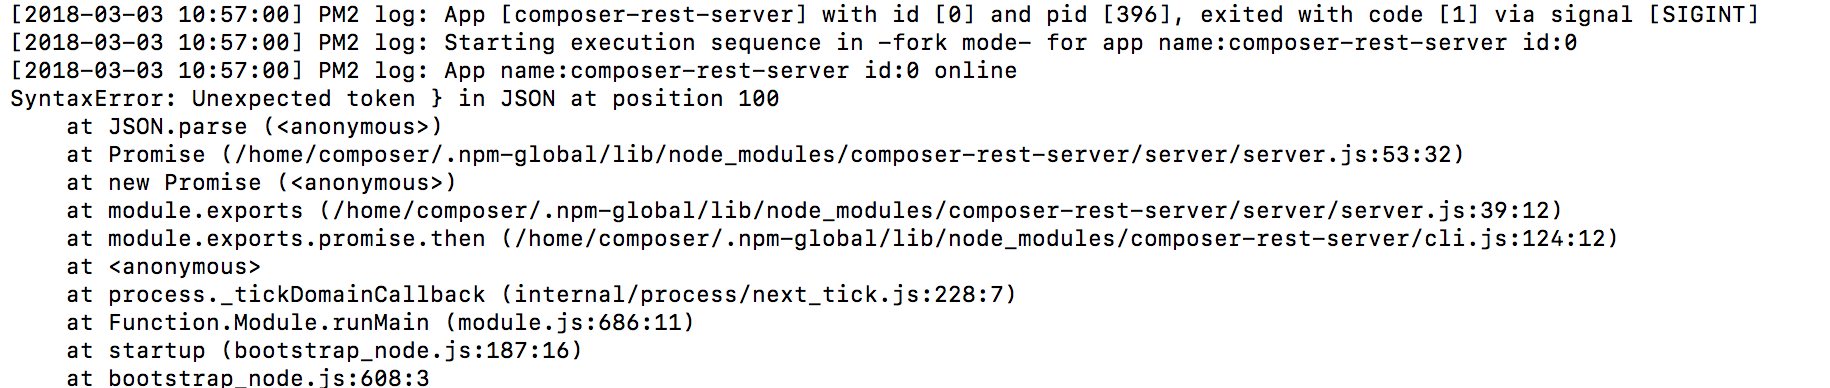 [2018-03-03 10:57:00] PM2 log: App [composer-rest-server] with id [0] and pid [396], exited with code [1] via signal [SIGINT]
[2018-03-03 10:57:00] PM2 log: Starting execution sequence in -fork mode- for app name:composer-rest-server id:0
[2018-03-03 10:57:00] PM2 log: App name:composer-rest-server id:0 online
SyntaxError: Unexpected token } in JSON at position 100
    at JSON.parse (<anonymous>)
    at Promise (/home/composer/.npm-global/lib/node_modules/composer-rest-server/server/server.js:53:32)
    at new Promise (<anonymous>)
    at module.exports (/home/composer/.npm-global/lib/node_modules/composer-rest-server/server/server.js:39:12)
    at module.exports.promise.then (/home/composer/.npm-global/lib/node_modules/composer-rest-server/cli.js:124:12)
    at <anonymous>
    at process._tickDomainCallback (internal/process/next_tick.js:228:7)
    at Function.Module.runMain (module.js:686:11)
    at startup (bootstrap_node.js:187:16)
    at bootstrap_node.js:608:3